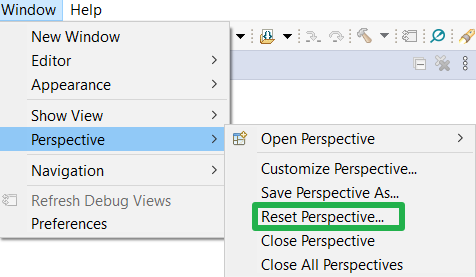 Window Help
New Window
Editor
Appearance
Show View
Perspective
Navigation
Refresh Debug Views
Preferences
Open Perspective
Customize Perspective...
Save Perspective As...
Reset Perspective...
Close Perspective
Close All Perspectives